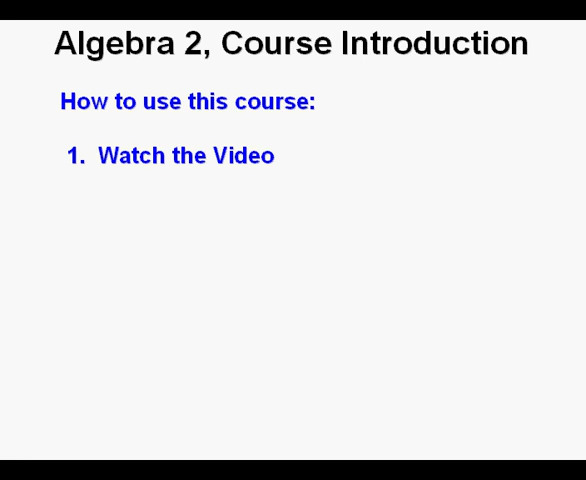 Algebra 2, Course Introduction
How to use this course:
1. Watch the Video